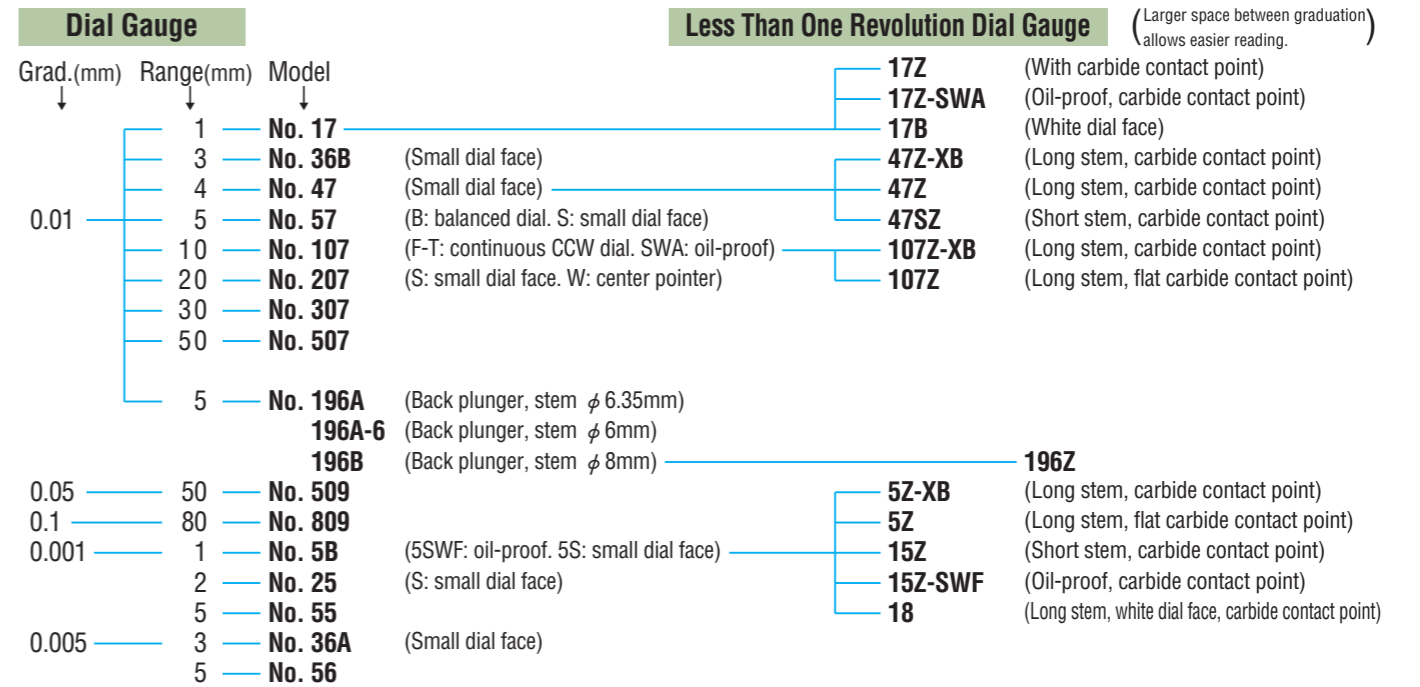 Dial Gauge Less Than One Revolution Dial Gauge (Larger space between graduation allows easier reading.)
Grad.(mm) Range(mm) Model
17Z (With carbide contact point)
17Z-SWA (Oil-proof, carbide contact point)
1 No. 17 17B (White dial face)
3 No. 36B (Small dial face) 47Z-XB (Long stem, carbide contact point)
4 No. 47 (Small dial face) 47Z (Long stem, carbide contact point)
0.01 5 No. 57 (B: balanced dial. S: small dial face) 47SZ (Short stem, carbide contact point)
10 No. 107 (F-T: continuous CCW dial. SWA: oil-proof) 107Z-XB (Long stem, carbide contact point)
20 No. 207 (S: small dial face. W: center pointer) 107Z (Long stem, flat carbide contact point)
30 No. 307
50 No. 507
5 No. 196A (Back plunger, stem ϕ 6.35mm)
196A-6 (Back plunger, stem ϕ 6mm)
196B (Back plunger, stem ϕ 8mm) 196Z
0.05 50 No. 509 5Z-XB (Long stem, carbide contact point)
0.1 80 No. 809 5Z (Long stem, flat carbide contact point)
0.001 1 No. 5B (5SWF: oil-proof. 5S: small dial face) 15Z (Short stem, carbide contact point)
2 No. 25 (S: small dial face) 15Z-SWF (Oil-proof, carbide contact point)
5 No. 55 18 (Long stem, white dial face, carbide contact point)
0.005 3 No. 36A (Small dial face)
5 No. 56